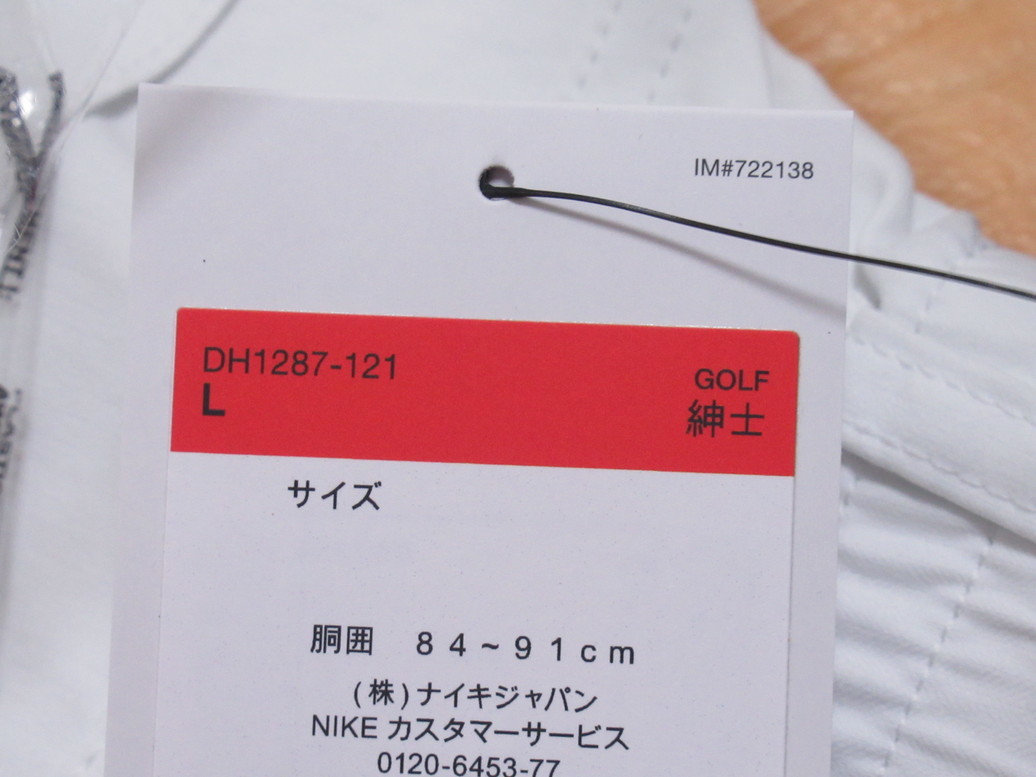 IM#722138
DH1287-121
L
GOLF
紳士
サイズ
胴囲　８４～９１ｃｍ
(株)ナイキジャパン
NIKE カスタマーサービス
0120-6453-77